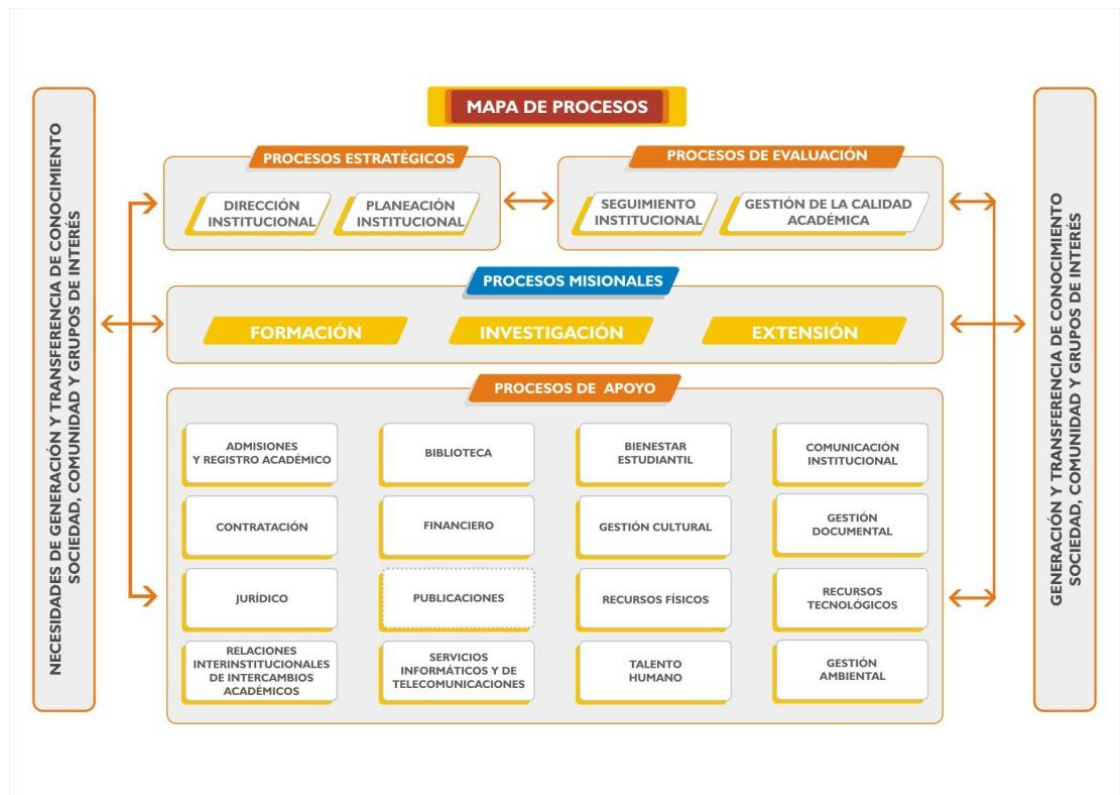 MAPA DE PROCESOS
NECESIDADES DE GENERACIÓN Y TRANSFERENCIA DE CONOCIMIENTO
SOCIEDAD, COMUNIDAD Y GRUPOS DE INTERÉS
PROCESOS ESTRATÉGICOS
DIRECCIÓN
INSTITUCIONAL
PLANEACIÓN
INSTITUCIONAL
PROCESOS DE EVALUACIÓN
SEGUIMIENTO
INSTITUCIONAL
GESTIÓN DE LA CALIDAD
ACADÉMICA
PROCESOS MISIONALES
FORMACIÓN
INVESTIGACIÓN
EXTENSIÓN
PROCESOS DE APOYO
ADMISIONES
Y REGISTRO ACADÉMICO
BIBLIOTECA
BIENESTAR
ESTUDIANTIL
COMUNICACIÓN
INSTITUCIONAL
CONTRATACIÓN
FINANCIERO
GESTIÓN CULTURAL
GESTIÓN
DOCUMENTAL
JURÍDICO
PUBLICACIONES
RECURSOS FÍSICOS
RECURSOS
TECNOLÓGICOS
RELACIONES
INTERINSTITUCIONALES
DE INTERCAMBIOS
ACADÉMICOS
SERVICIOS
INFORMÁTICOS Y DE
TELECOMUNICACIONES
TALENTO
HUMANO
GESTIÓN
AMBIENTAL
GENERACIÓN Y TRANSFERENCIA DE CONOCIMIENTO
SOCIEDAD, COMUNIDAD Y GRUPOS DE INTERÉS